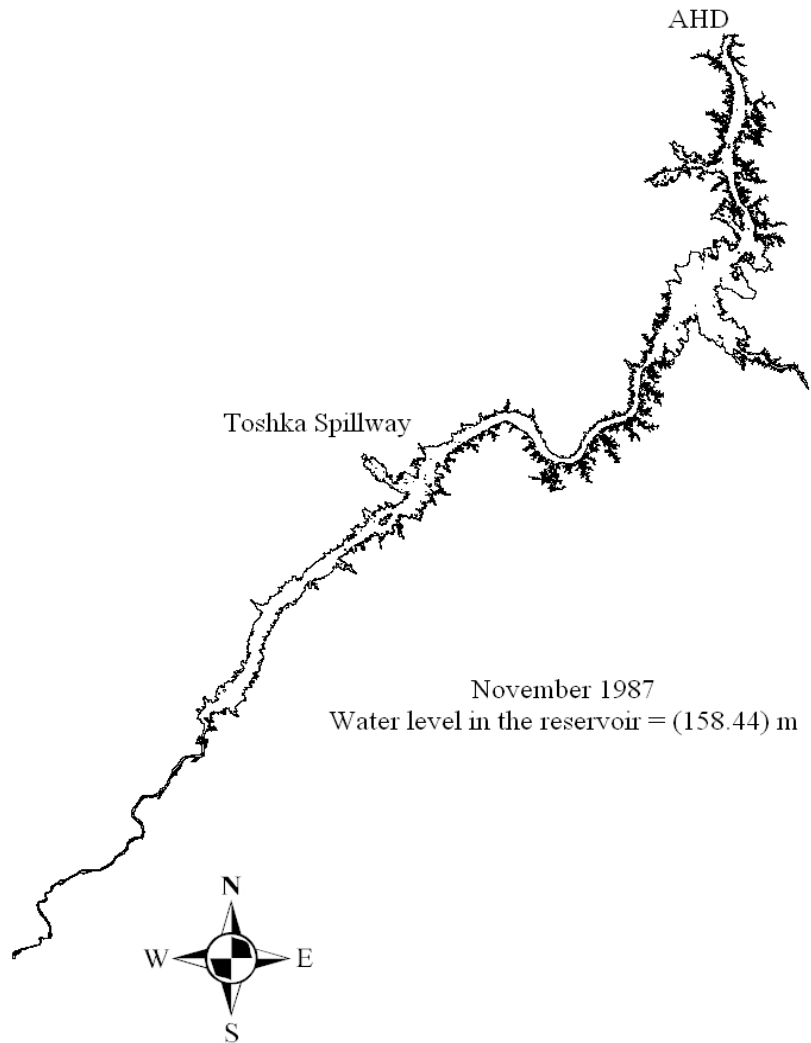 AHD
Toshka Spillway
November 1987
Water level in the reservoir = (158.44) m
N
W
E
S